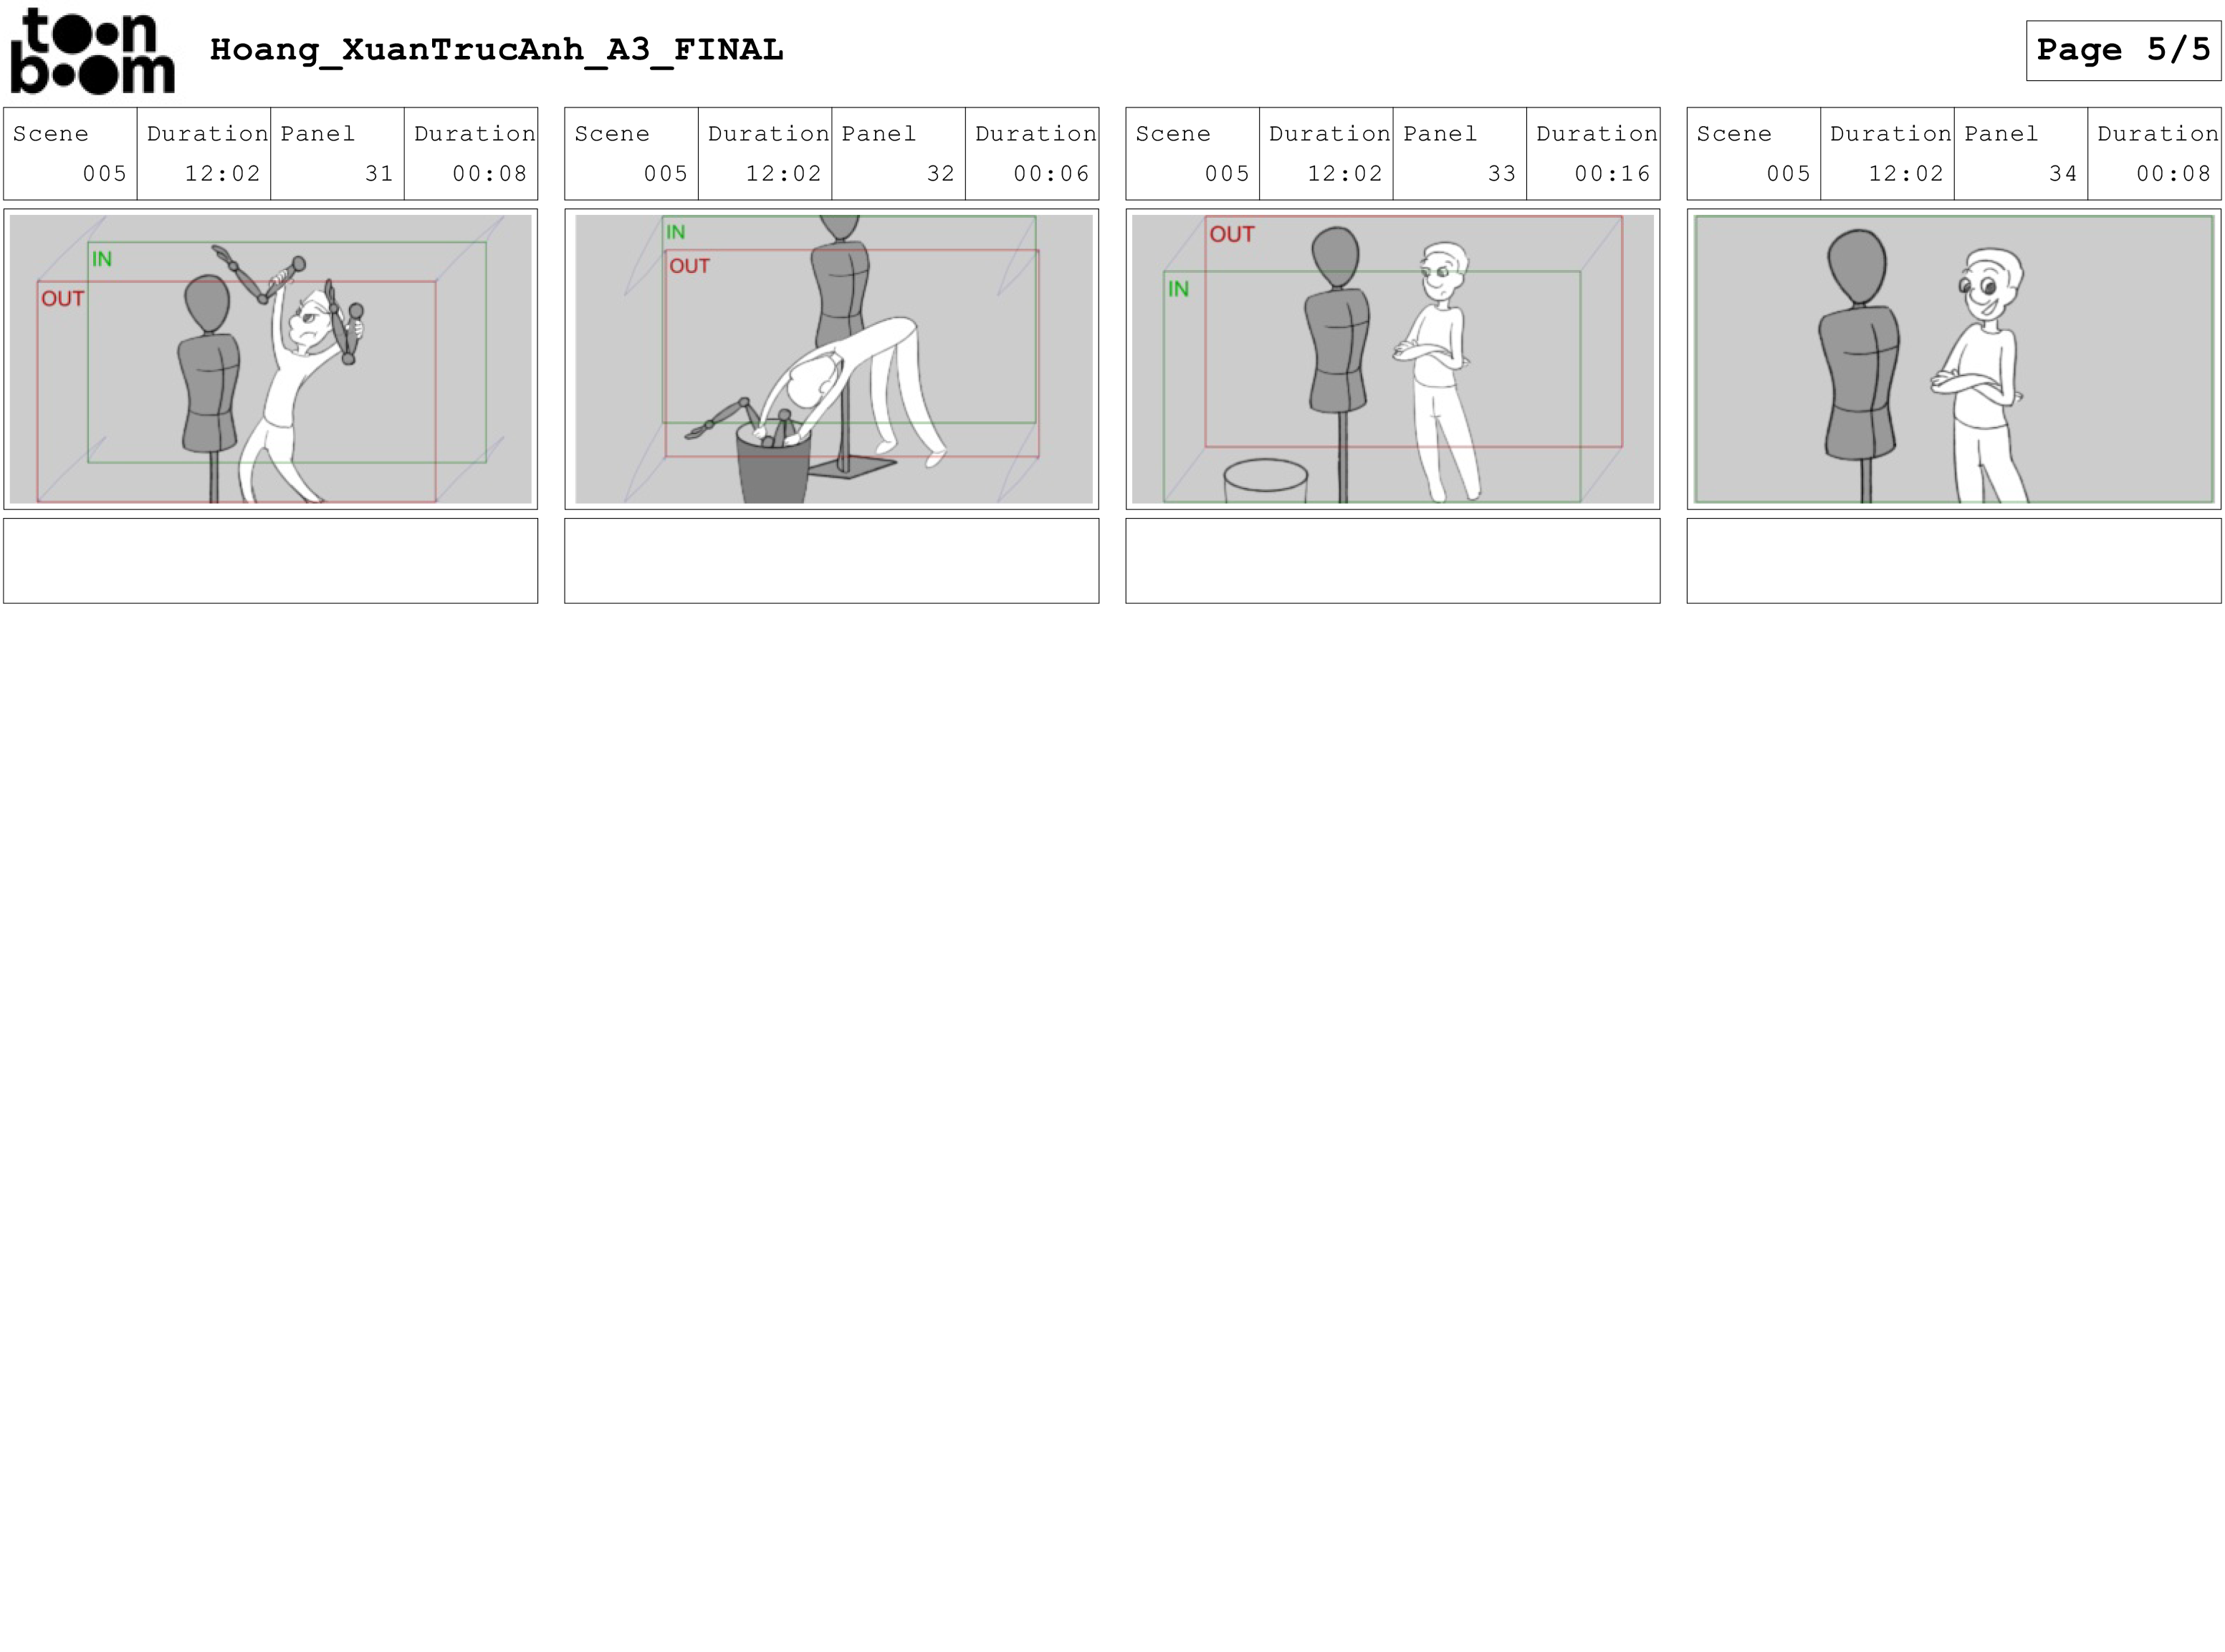 toon
boom
Hoang_XuanTrucAnh_A3_FINAL
Page 5/5
Scene Duration Panel Duration
005 12:02 31 00:08
IN
OUT
Scene Duration Panel Duration
005 12:02 32 00:06
IN
OUT
Scene Duration Panel Duration
005 12:02 33 00:16
OUT
IN
Scene Duration Panel Duration
005 12:02 34 00:08